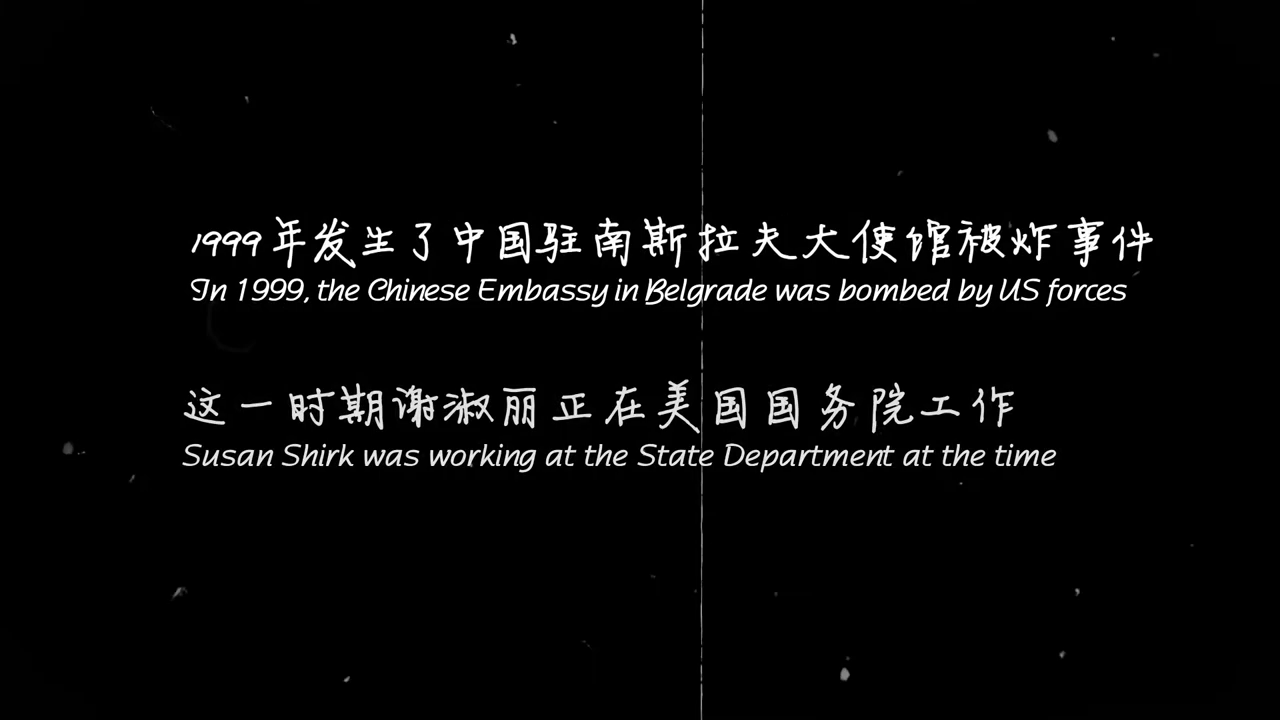 1999年发生了中国驻南斯拉夫大使馆被炸事件
In 1999, the Chinese Embassy in Belgrade was bombed by US forces
这一时期谢淑丽正在美国国务院工作
Susan Shirk was working at the State Department at the time